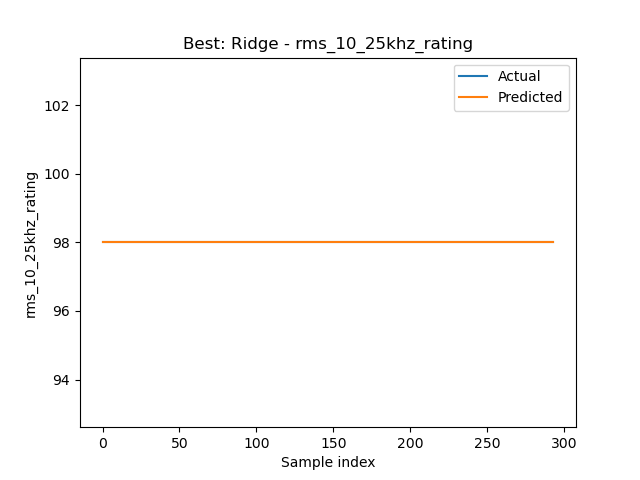 Best: Ridge - rms_10_25khz_rating
Actual
Predicted
102
100
98
96
94
rms_10_25khz_rating
0 50 100 150 200 250 300
Sample index